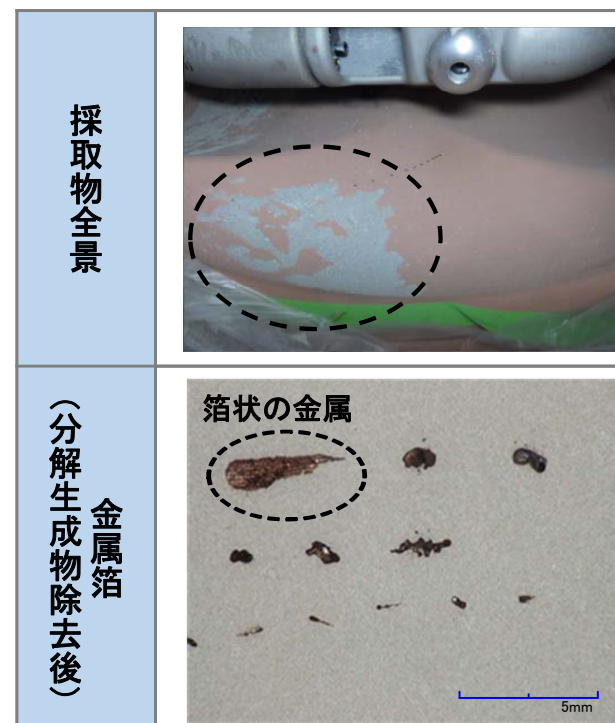 採取物全景
箔状の金属
金属箔
（分解生成物除去後）
5mm